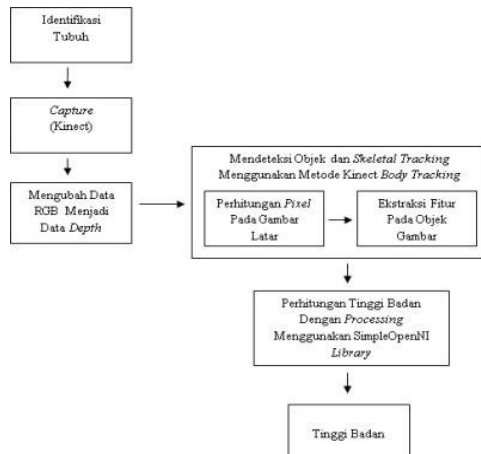 Identifikasi
Tubuh
Capture
(Kinect)
Mengubah Data
RGB Menjadi
Data Depth
Mendeteksi Objek dan Skeletal Tracking
Menggunakan Metode Kinect Body Tracking
Perhitungan Pixel
Pada Gambar
Latar
Ekstraksi Fitur
Pada Objek
Gambar
Perhitungan Tinggi Badan
Dengan Processing
Menggunakan SimpleOpenNI
Library
Tinggi Badan